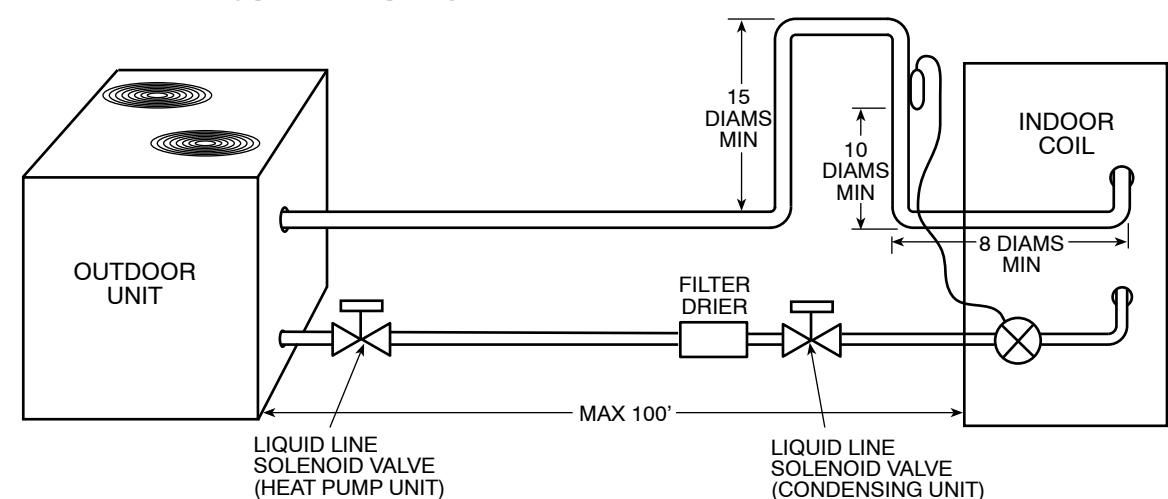 15
DIAMS
MIN
10
DIAMS
MIN
INDOOR
COIL
8 DIAMS
MIN
OUTDOOR
UNIT
FILTER
DRIER
MAX 100’
LIQUID LINE
SOLENOID VALVE
(HEAT PUMP UNIT)
LIQUID LINE
SOLENOID VALVE
(CONDENSING UNIT)